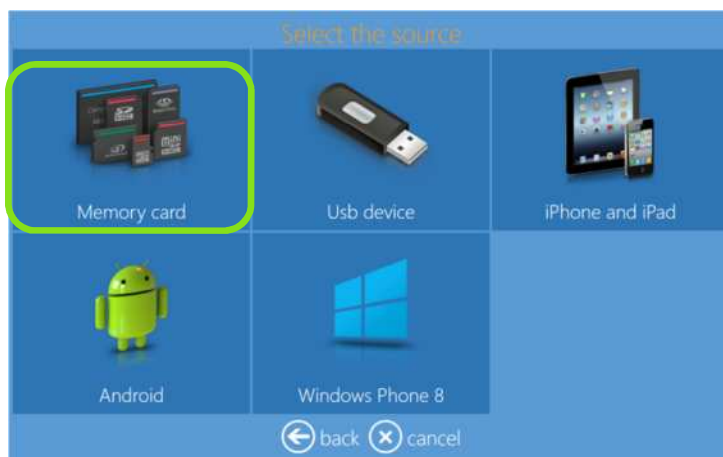 Select the source
Memory card
Usb device
iPhone and iPad
Android
Windows Phone 8
back
cancel